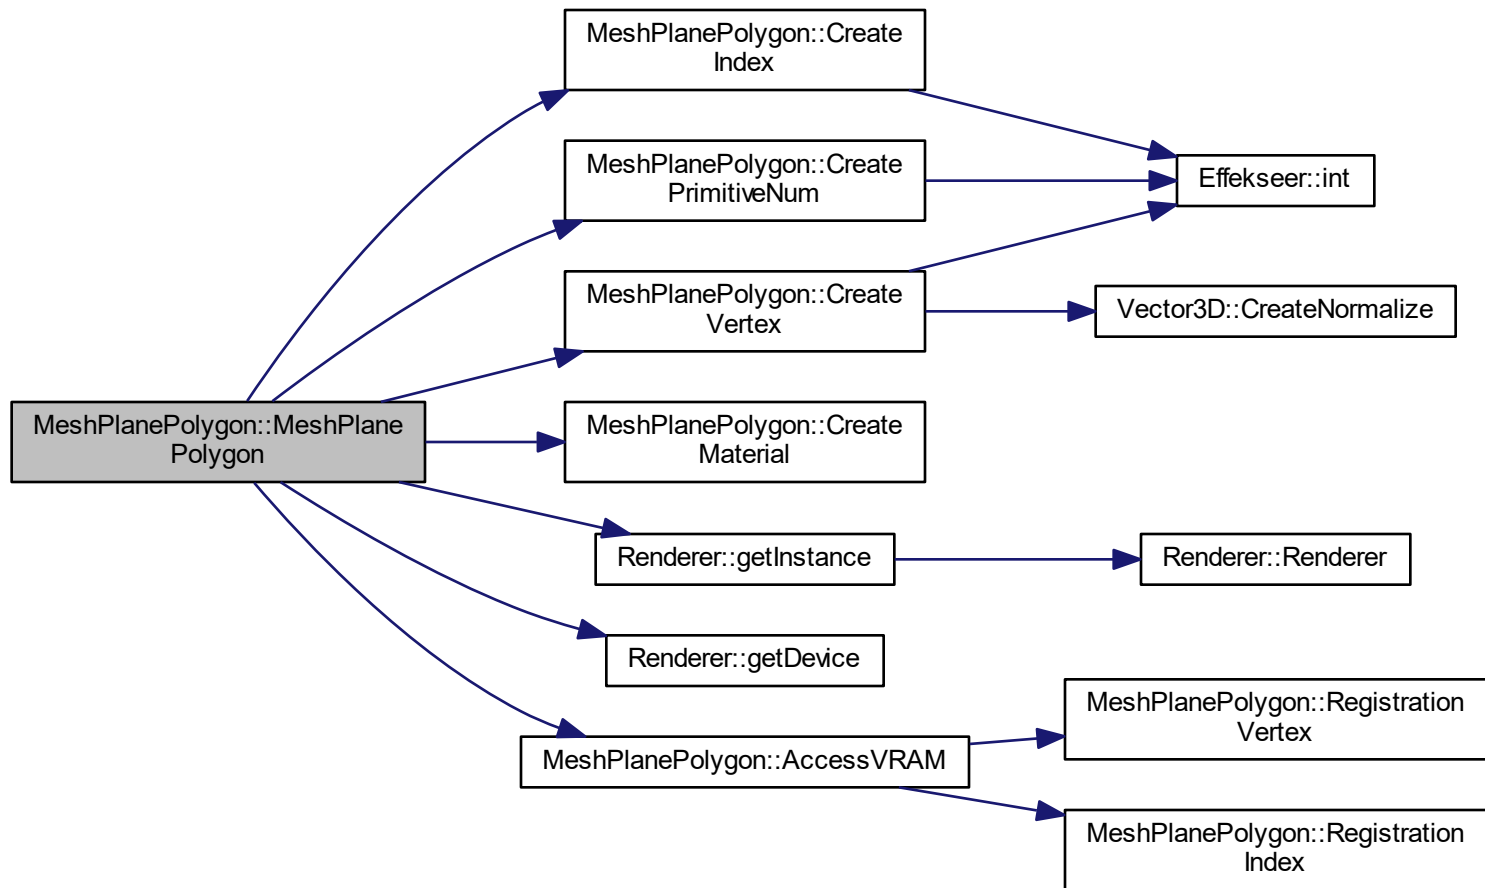 MeshPlanePolygon::Create
Index
MeshPlanePolygon::Create
PrimitiveNum
Effekseer::int
MeshPlanePolygon::Create
Vertex
Vector3D::CreateNormalize
MeshPlanePolygon::MeshPlane
Polygon
MeshPlanePolygon::Create
Material
Renderer::getInstance
Renderer::Renderer
Renderer::getDevice
MeshPlanePolygon::AccessVRAM
MeshPlanePolygon::Registration
Vertex
MeshPlanePolygon::Registration
Index